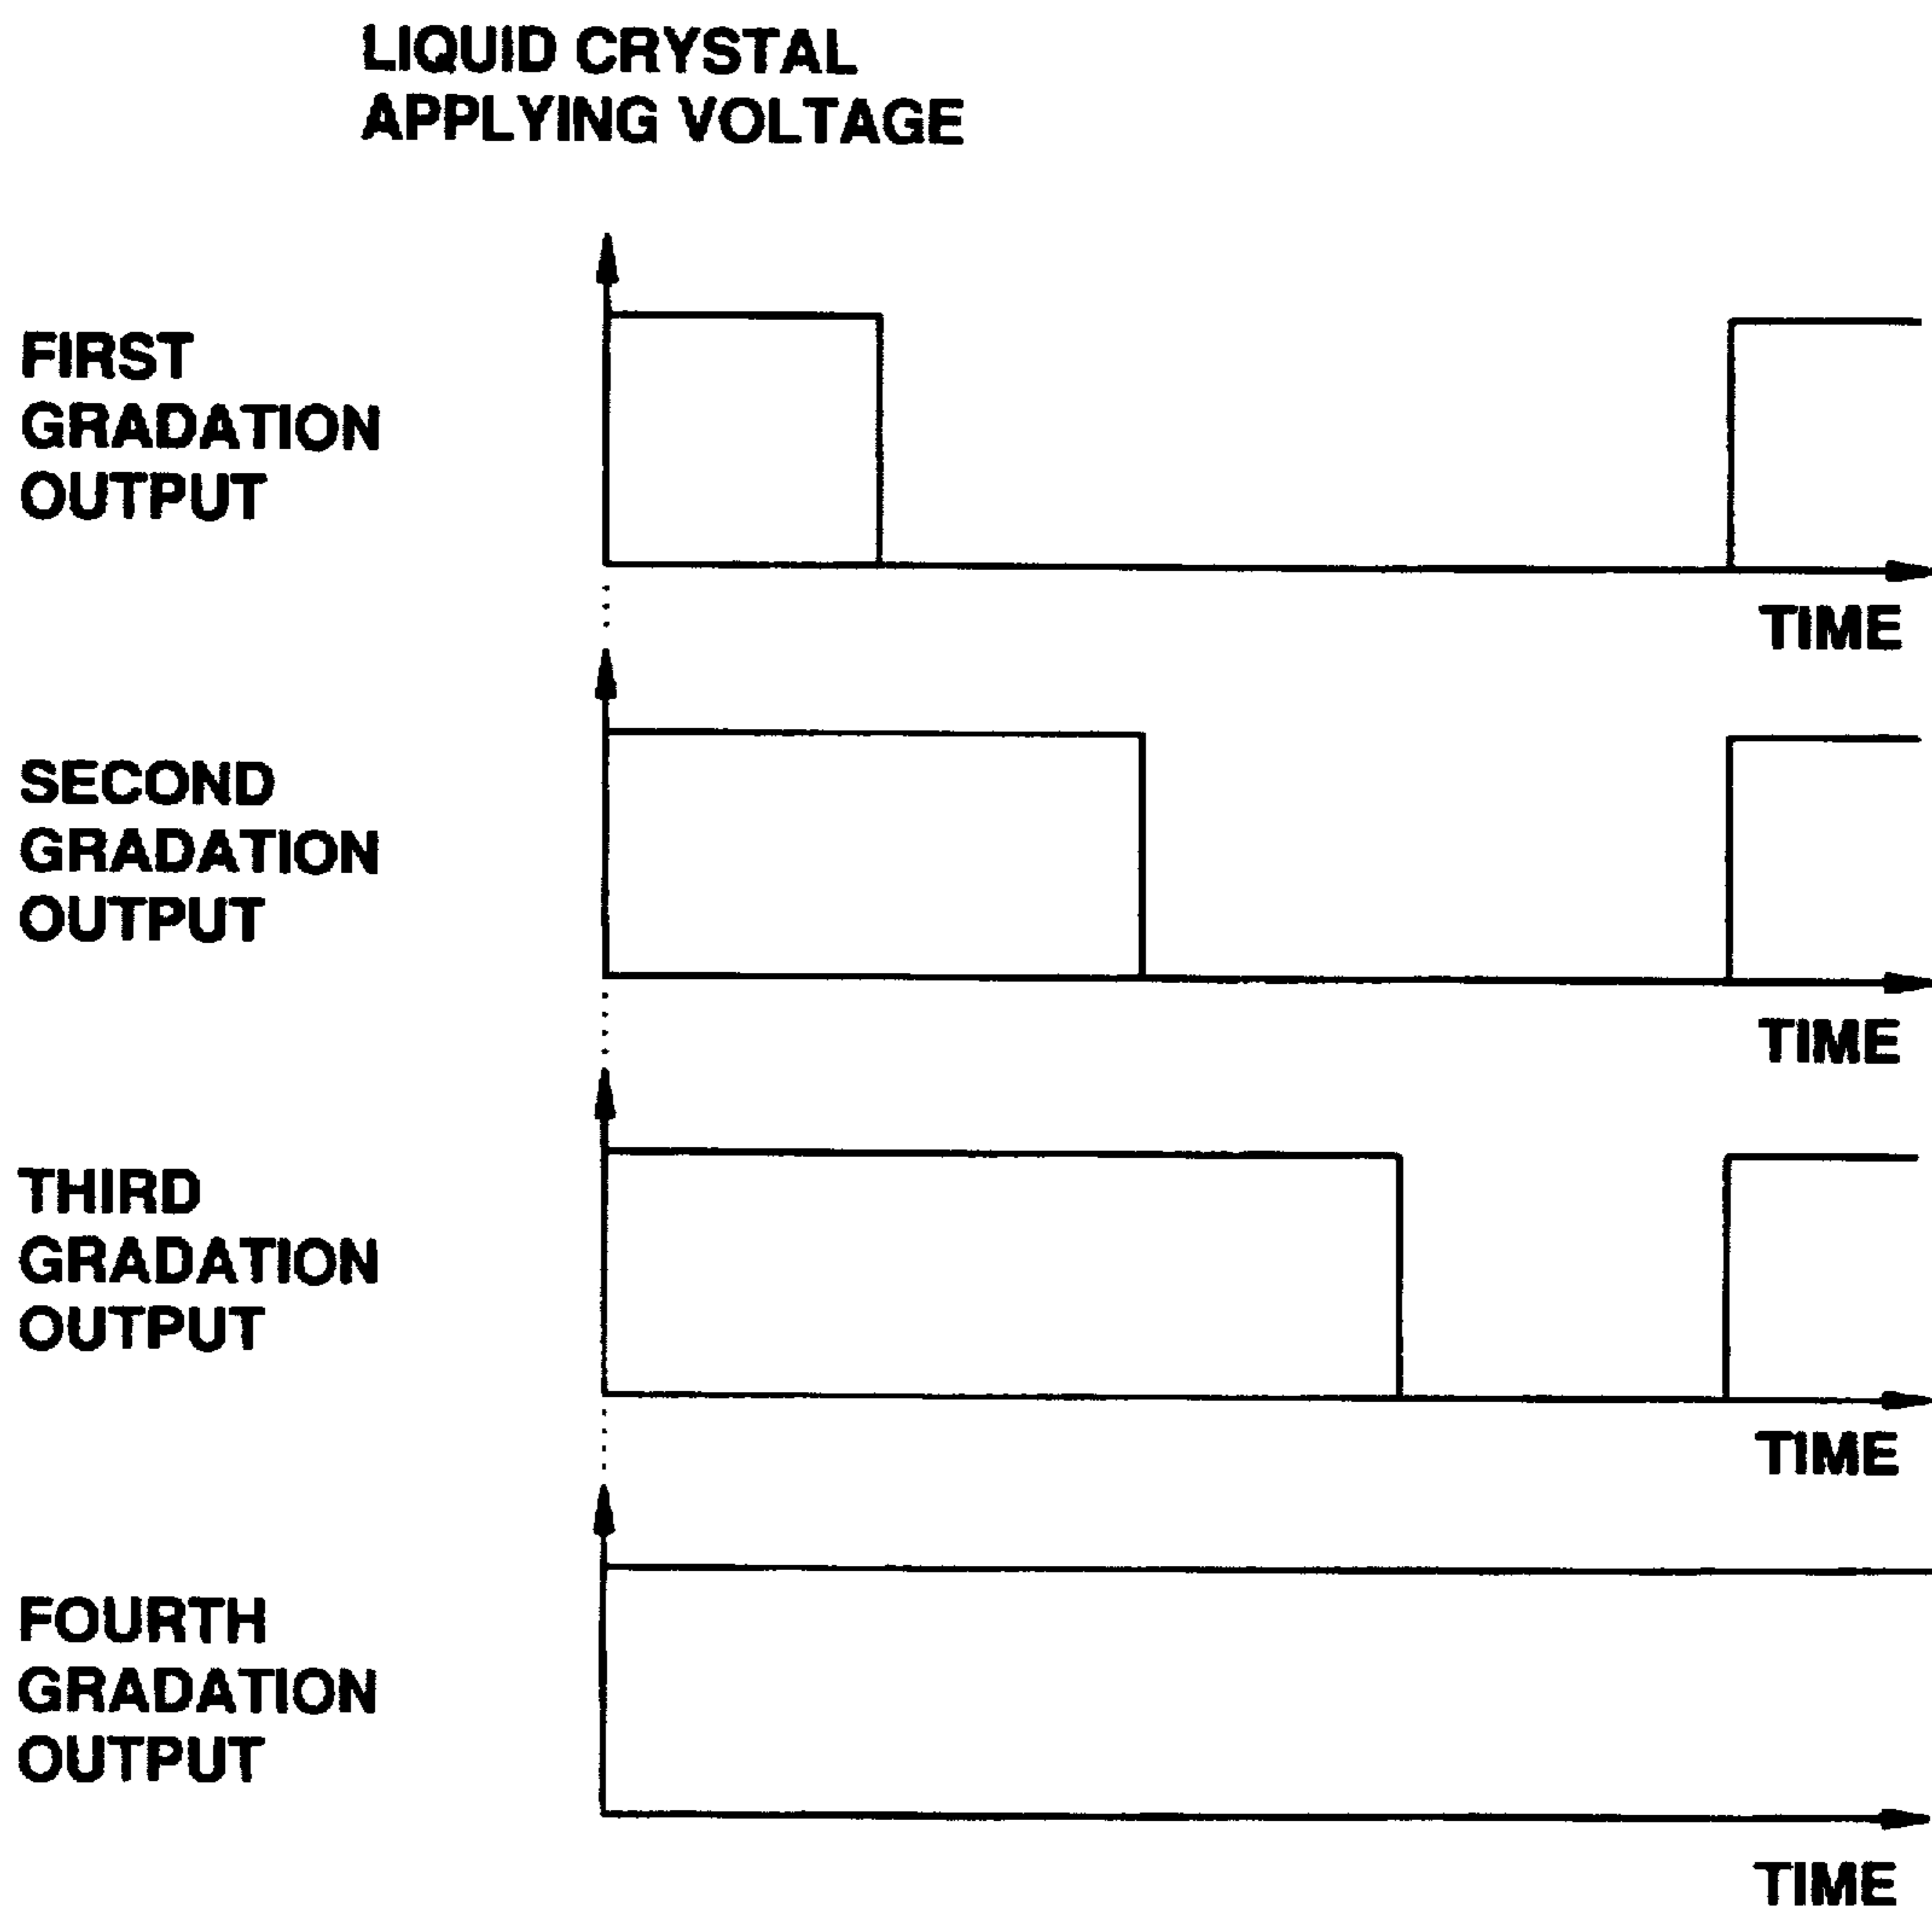 LIQUID CRYSTAL
APPLYING VOLTAGE
FIRST
GRADATION
OUTPUT
TIME
SECOND
GRADATION
OUTPUT
TIME
THIRD
GRADATION
OUTPUT
TIME
FOURTH
GRADATION
OUTPUT
TIME